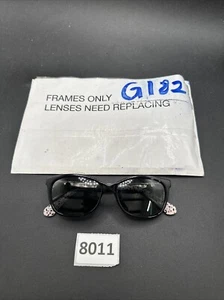 G182
FRAMES ONLY
LENSES NEED REPLACING
8011